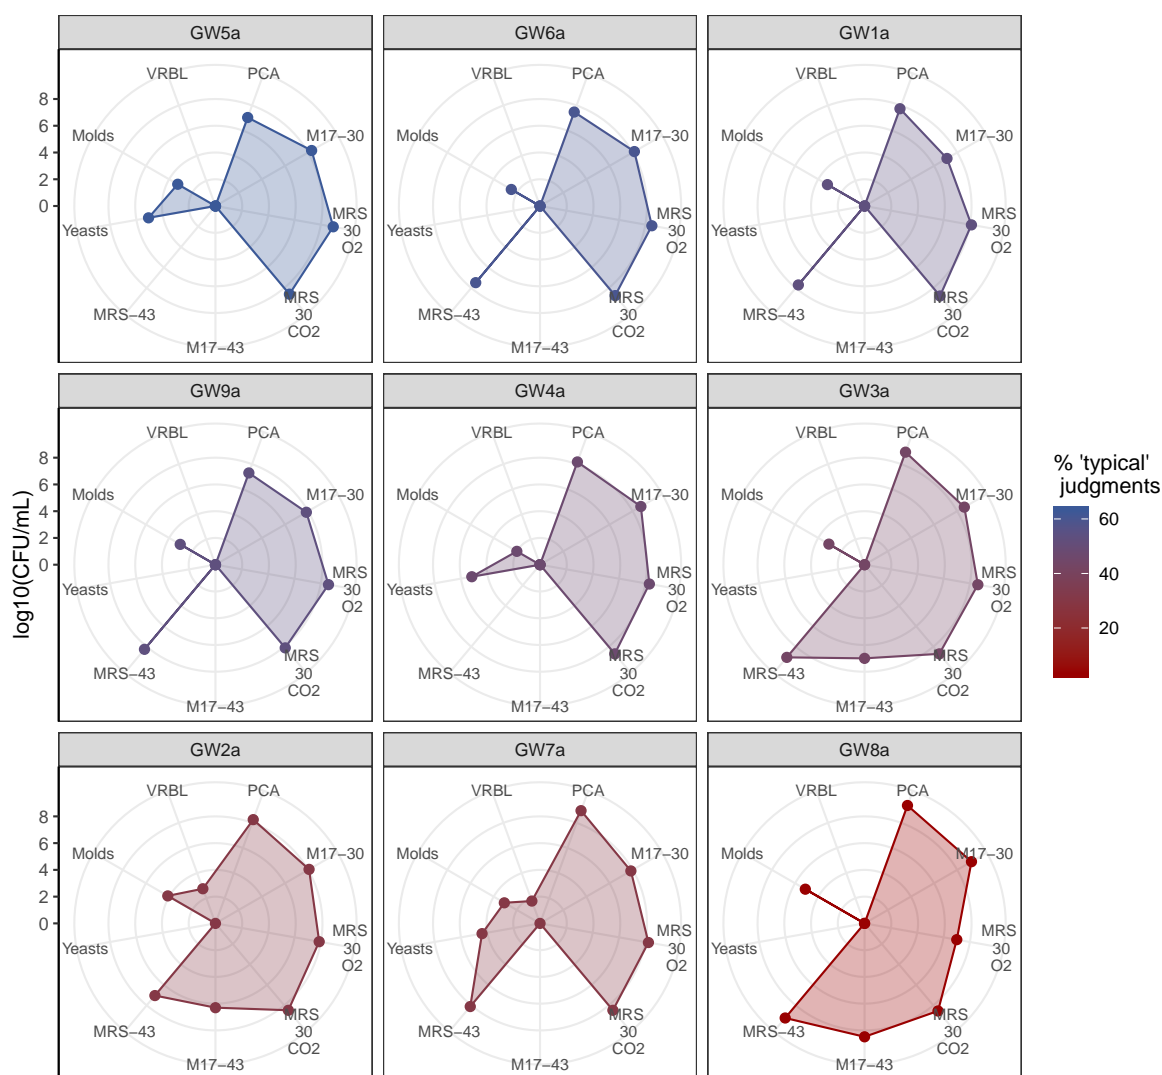 GW5a
GW6a
GW1a
VRBL
PCA
Molds
M17−30
MRS
30
O2
MRS
30
CO2
M17−43
MRS−43
Yeasts
8
6
4
2
0
VRBL
PCA
Molds
M17−30
MRS
30
O2
MRS
30
CO2
M17−43
MRS−43
Yeasts
VRBL
PCA
Molds
M17−30
MRS
30
O2
MRS
30
CO2
M17−43
MRS−43
Yeasts
GW9a
GW4a
GW3a
log10(CFU/mL)
VRBL
PCA
Molds
M17−30
MRS
30
O2
MRS
30
CO2
M17−43
MRS−43
Yeasts
8
6
4
2
0
VRBL
PCA
Molds
M17−30
MRS
30
O2
MRS
30
CO2
M17−43
MRS−43
Yeasts
VRBL
PCA
Molds
M17−30
MRS
30
O2
MRS
30
CO2
M17−43
MRS−43
Yeasts
GW2a
GW7a
GW8a
VRBL
PCA
Molds
M17−30
MRS
30
O2
MRS
30
CO2
M17−43
MRS−43
Yeasts
8
6
4
2
0
VRBL
PCA
Molds
M17−30
MRS
30
O2
MRS
30
CO2
M17−43
MRS−43
Yeasts
VRBL
PCA
Molds
M17−30
MRS
30
O2
MRS
30
CO2
M17−43
MRS−43
Yeasts
% 'typical'
judgments
60
40
20